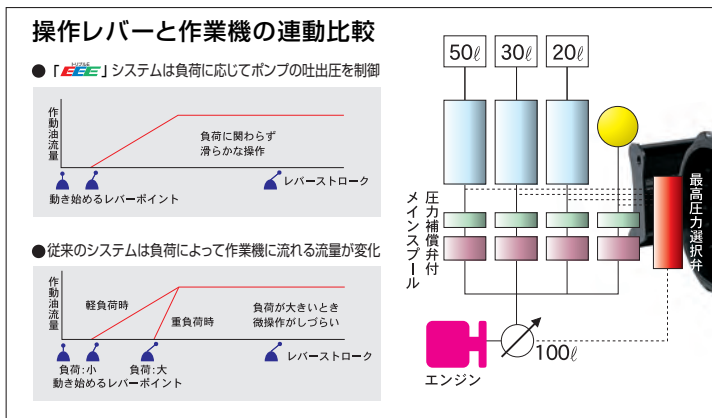 操作レバーと作業機の連動比較
●「EEE」システムは負荷に応じてポンプの吐出圧を制御
トリプルE
作動油流量
負荷に関わらず
滑らかな操作
レバーストローク
動き始めるレバーポイント
●従来のシステムは負荷によって作業機に流れる流量が変化
作動油流量
軽負荷時
重負荷時
負荷が大きいとき
微操作がしづらい
レバーストローク
負荷:小
負荷:大
動き始めるレバーポイント
50ℓ
30ℓ
20ℓ
圧力補償弁付
メインスプール
最高圧力選択弁
100ℓ
エンジン